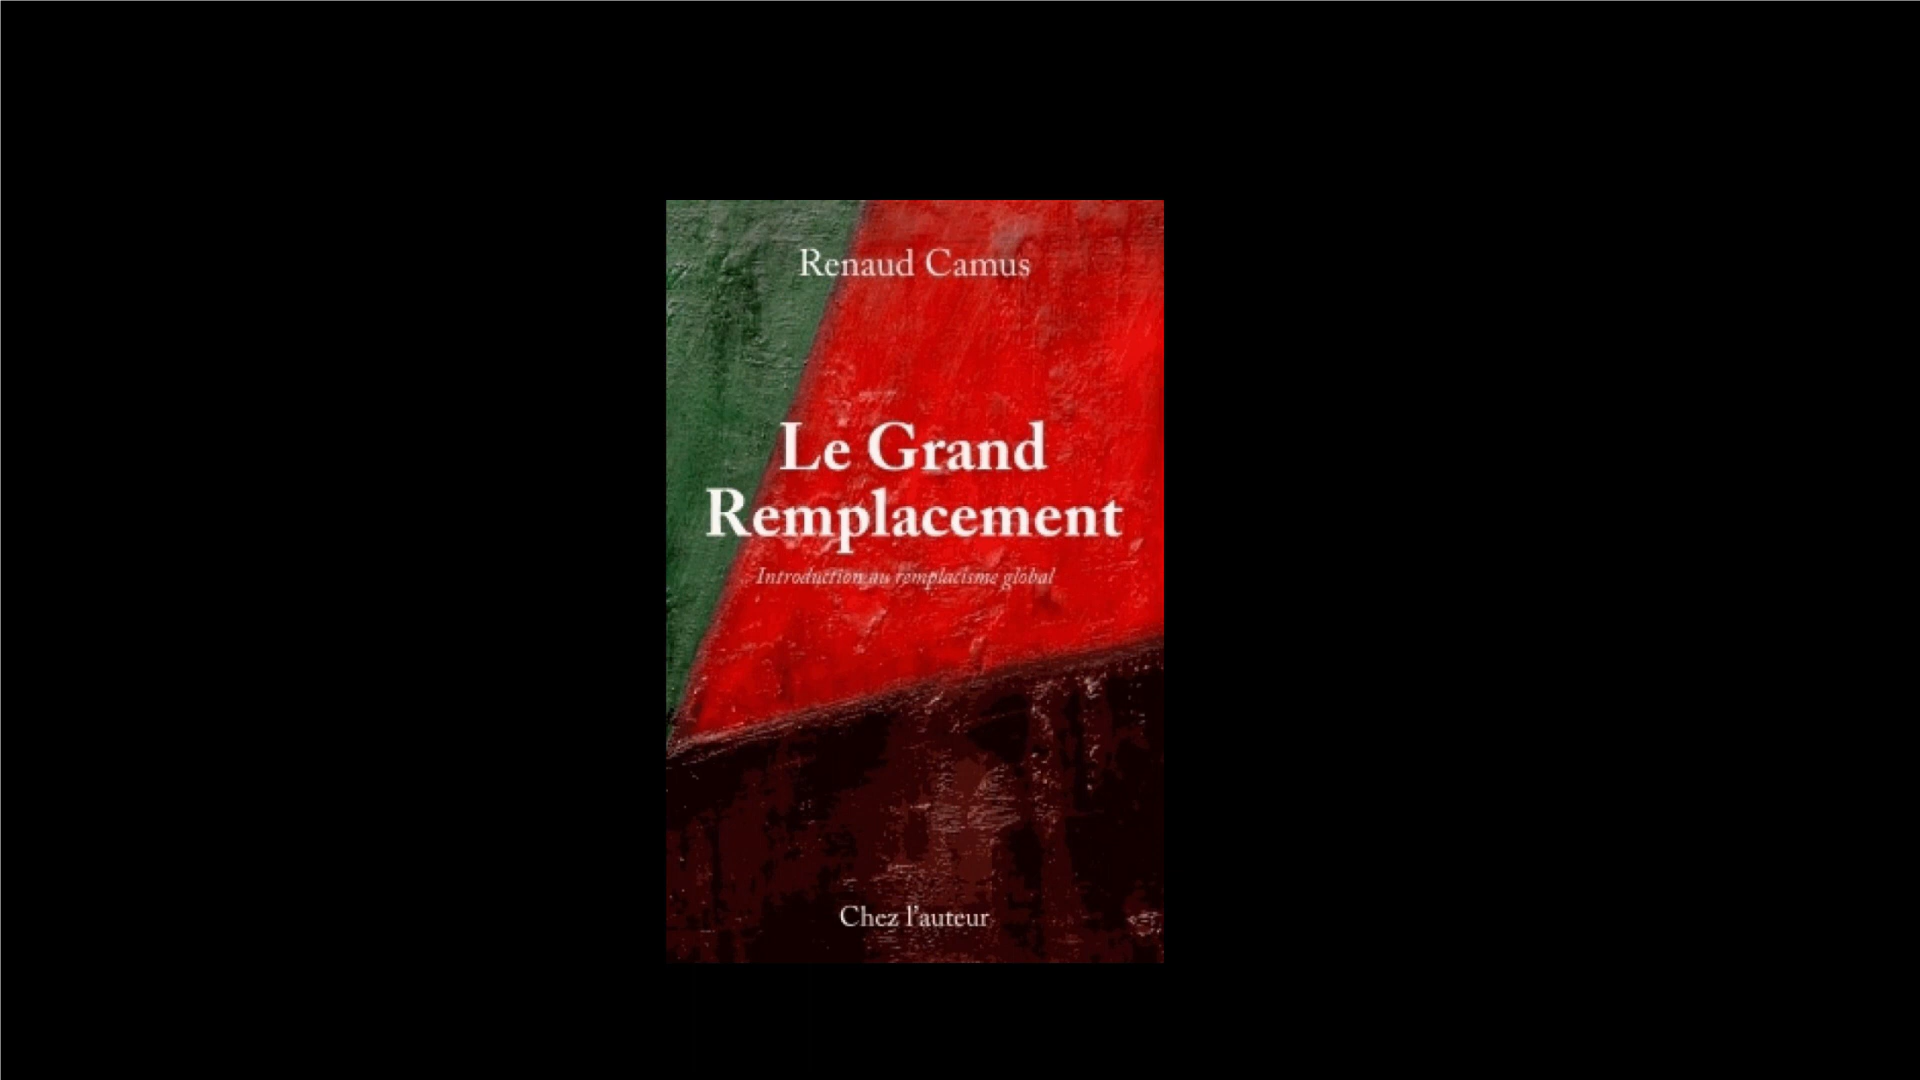 Renaud Camus
Le Grand
Remplacement
Introduction au remplacisme global
Chez l'auteur